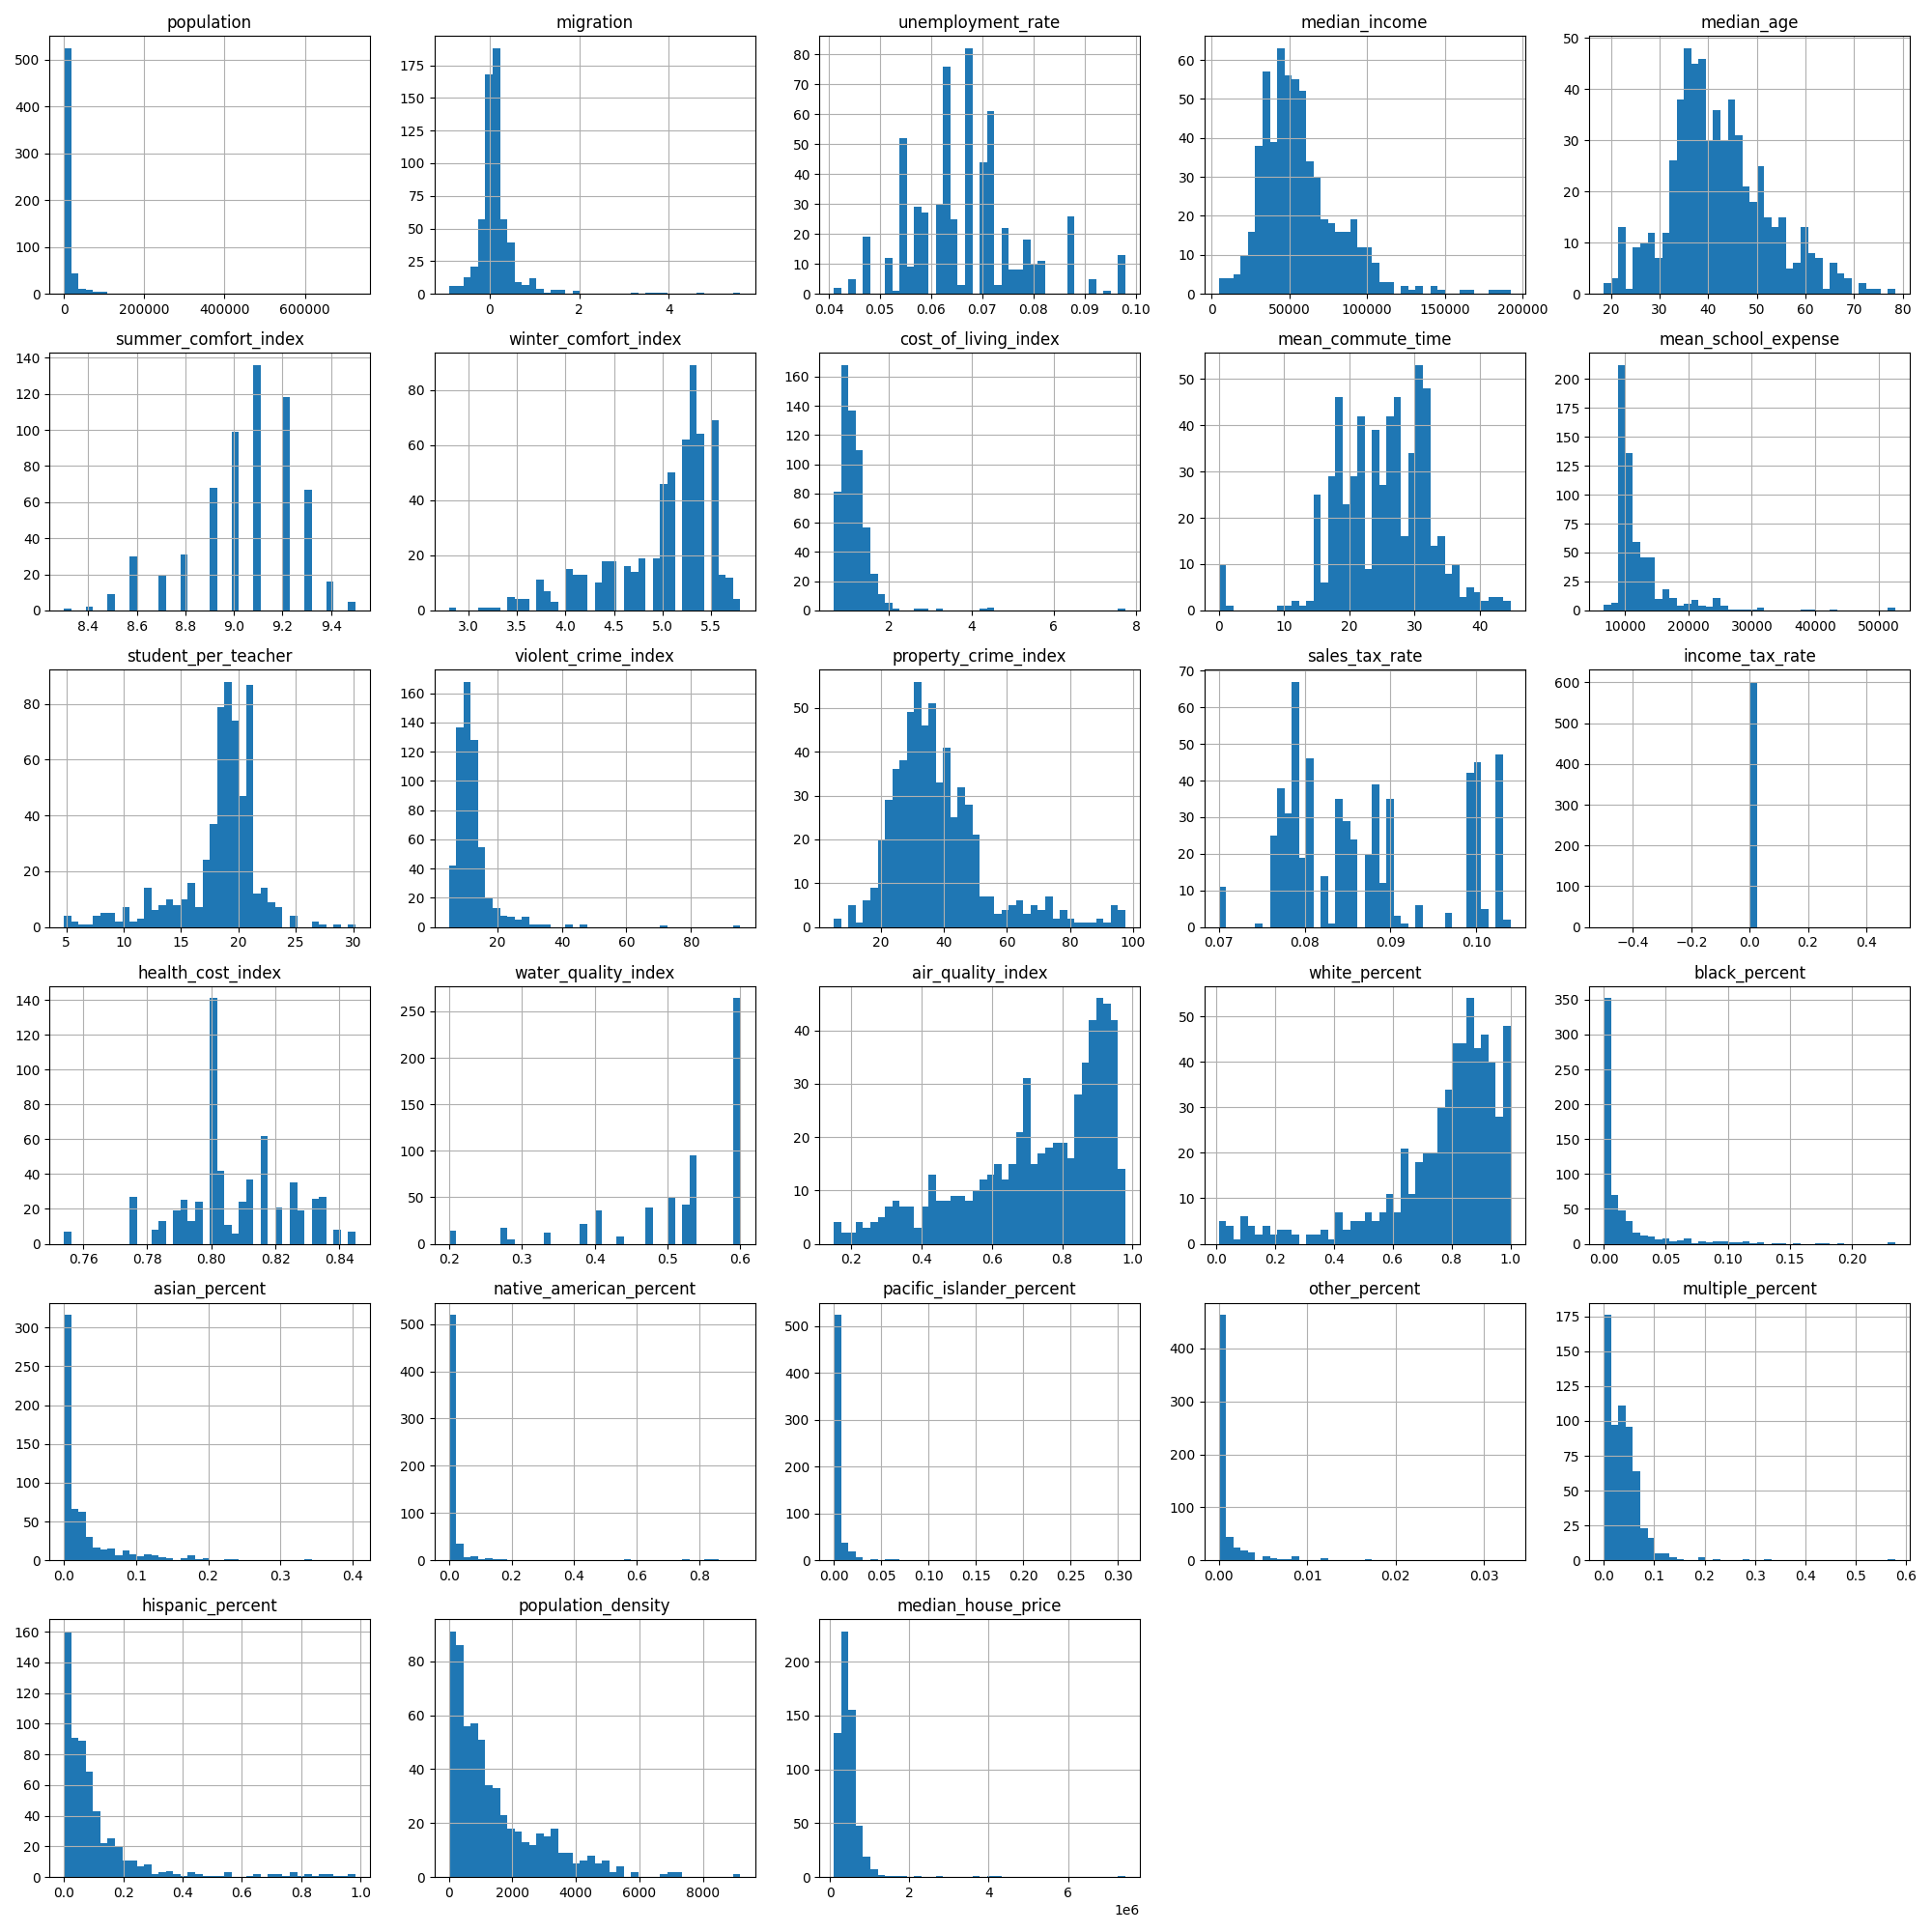 population migration unemployment_rate median_income median_age
500 400 300 200 100 0
0 200000 400000 600000
175 150 125 100 75 50 25 0
0 2 4
80 70 60 50 40 30 20 10 0
0.04 0.05 0.06 0.07 0.08 0.09 0.10
60 50 40 30 20 10 0
0 50000 100000 150000 200000
50 40 30 20 10 0
20 30 40 50 60 70 80
summer_comfort_index winter_comfort_index cost_of_living_index mean_commute_time mean_school_expense
140 120 100 80 60 40 20 0
8.4 8.6 8.8 9.0 9.2 9.4
80 60 40 20 0
3.0 3.5 4.0 4.5 5.0 5.5
160 140 120 100 80 60 40 20 0
2 4 6 8
50 40 30 20 10 0
0 10 20 30 40
200 175 150 125 100 75 50 25 0
10000 20000 30000 40000 50000
student_per_teacher violent_crime_index property_crime_index sales_tax_rate income_tax_rate
80 60 40 20 0
5 10 15 20 25 30
160 140 120 100 80 60 40 20 0
20 40 60 80
50 40 30 20 10 0
20 40 60 80 100
70 60 50 40 30 20 10 0
0.07 0.08 0.09 0.10
600 500 400 300 200 100 0
−0.4 −0.2 0.0 0.2 0.4
health_cost_index water_quality_index air_quality_index white_percent black_percent
140 120 100 80 60 40 20 0
0.76 0.78 0.80 0.82 0.84
250 200 150 100 50 0
0.2 0.3 0.4 0.5 0.6
40 30 20 10 0
0.2 0.4 0.6 0.8 1.0
50 40 30 20 10 0
0.0 0.2 0.4 0.6 0.8 1.0
350 300 250 200 150 100 50 0
0.00 0.05 0.10 0.15 0.20
asian_percent native_american_percent pacific_islander_percent other_percent multiple_percent
300 250 200 150 100 50 0
0.0 0.1 0.2 0.3 0.4
500 400 300 200 100 0
0.0 0.2 0.4 0.6 0.8
500 400 300 200 100 0
0.00 0.05 0.10 0.15 0.20 0.25 0.30
400 300 200 100 0
0.00 0.01 0.02 0.03
175 150 125 100 75 50 25 0
0.0 0.1 0.2 0.3 0.4 0.5 0.6
hispanic_percent population_density median_house_price
160 140 120 100 80 60 40 20 0
0.0 0.2 0.4 0.6 0.8 1.0
80 60 40 20 0
0 2000 4000 6000 8000
200 150 100 50 0
0 2 4 6
1e6